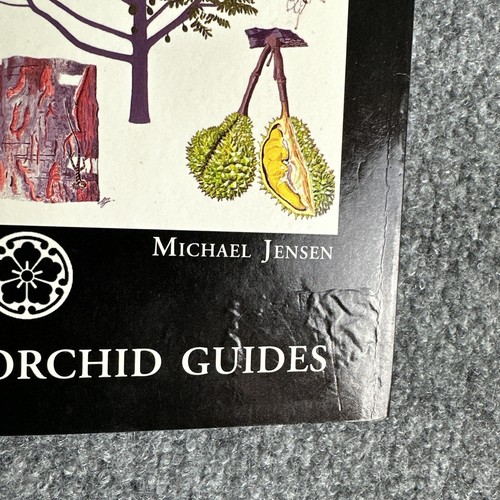 MICHAEL JENSEN
ORCHID GUIDES